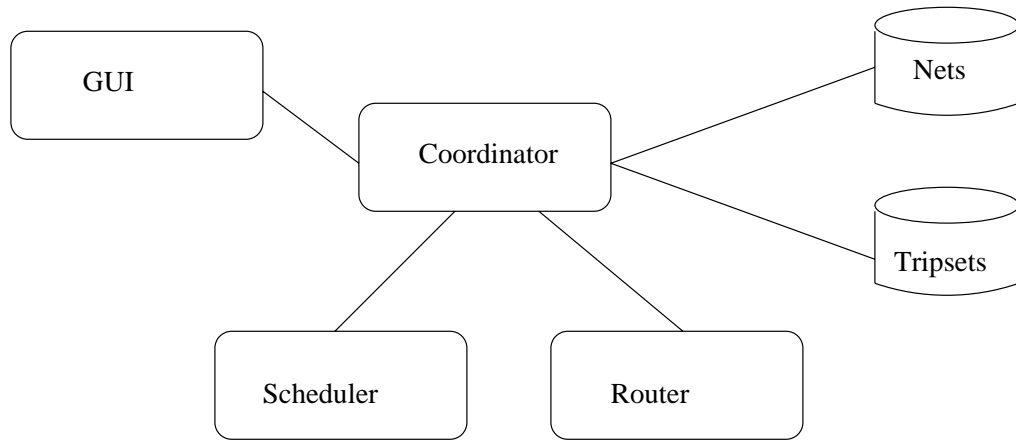 GUI
Nets
Coordinator
Tripsets
Scheduler
Router